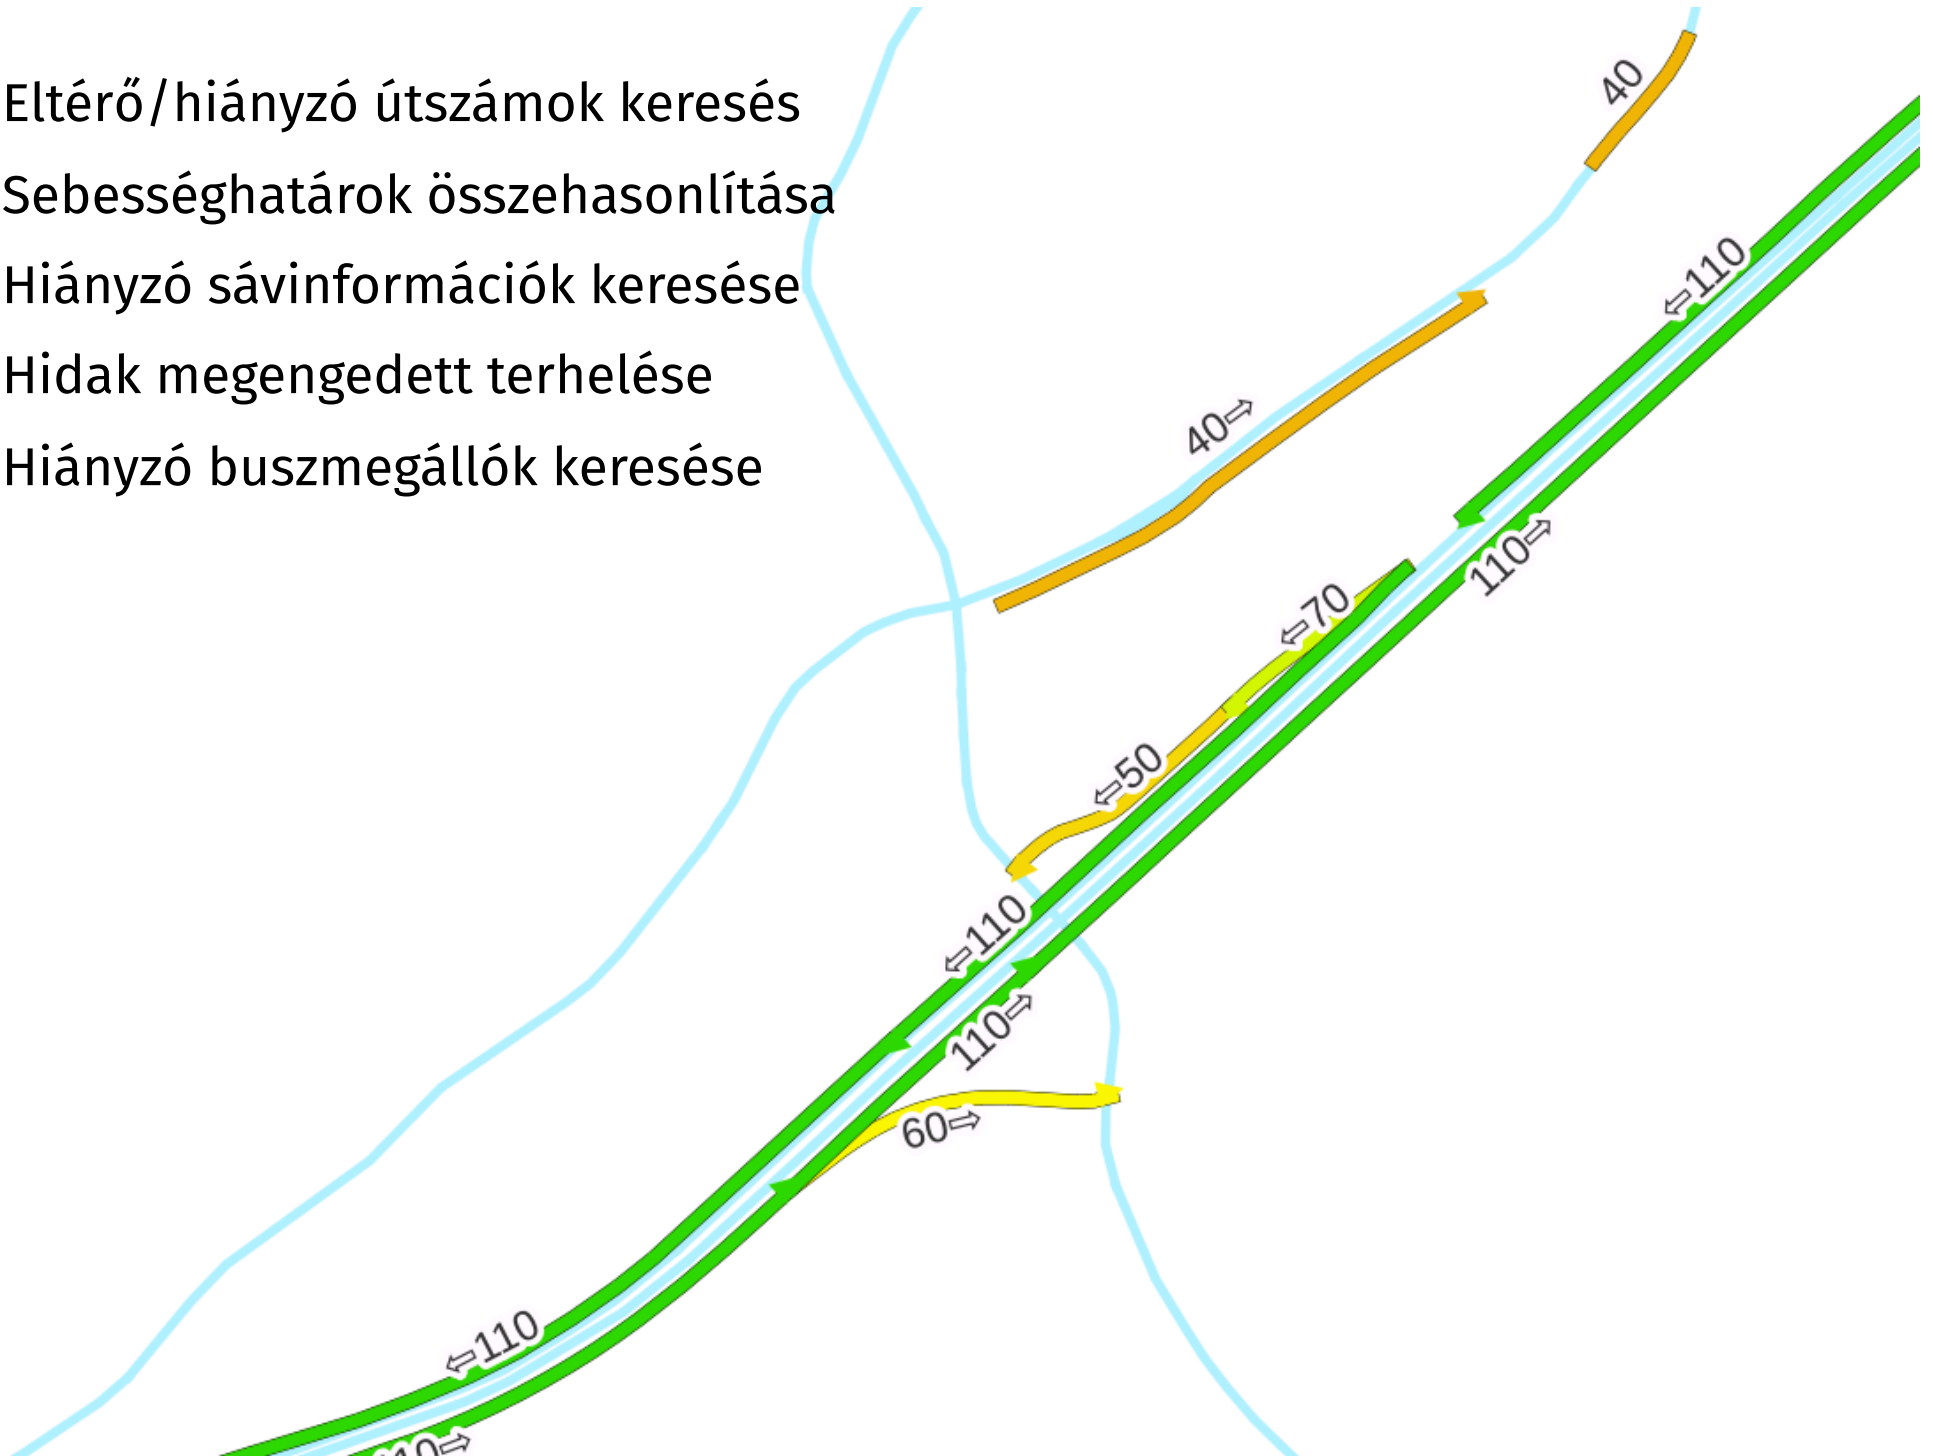 Eltérő/hiányzó útszámok keresés
Sebességhatárok összehasonlítása
Hiányzó sávinformációk keresése
Hidak megengedett terhelése
Hiányzó buszmegállók keresése
40
⇦110
40⇨
110⇨
⇦70
⇦50
⇦110
110⇨
60⇨
⇦110